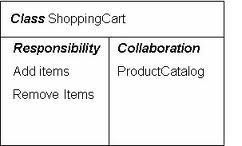 Class ShoppingCart
Responsibility Collaboration
Add items ProductCatalog
Remove Items